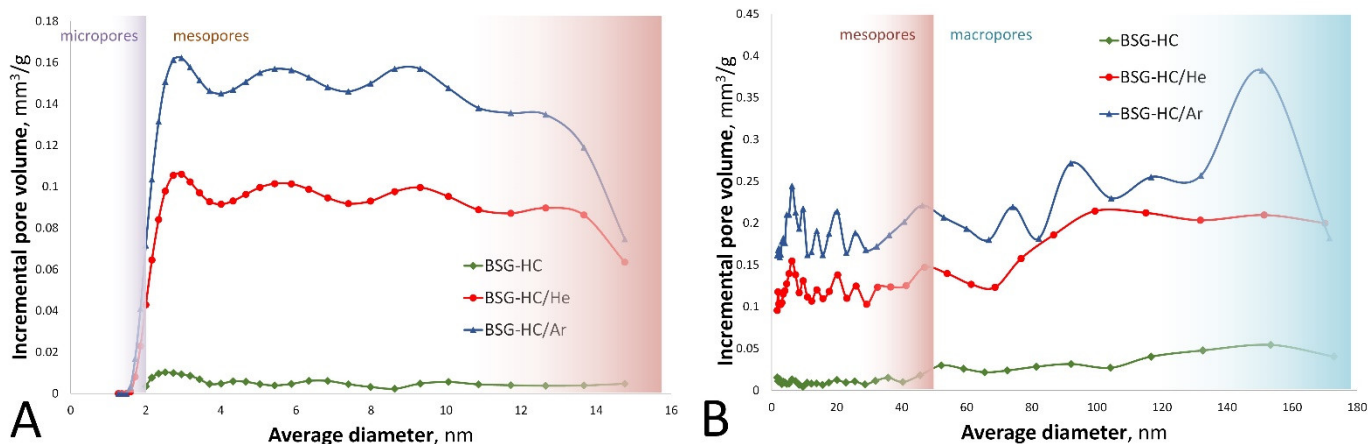 micropores
mesopores
Incremental pore volume, mm³/g
0.18
0.16
0.14
0.12
0.1
0.08
0.06
0.04
0.02
0
BSG-HC
BSG-HC/He
BSG-HC/Ar
0
2
4
6
8
10
12
14
16
Average diameter, nm
A
mesopores
macropores
BSG-HC
BSG-HC/He
BSG-HC/Ar
Incremental pore volume, mm³/g
0.45
0.4
0.35
0.3
0.25
0.2
0.15
0.1
0.05
0
0
20
40
60
80
100
120
140
160
180
Average diameter, nm
B